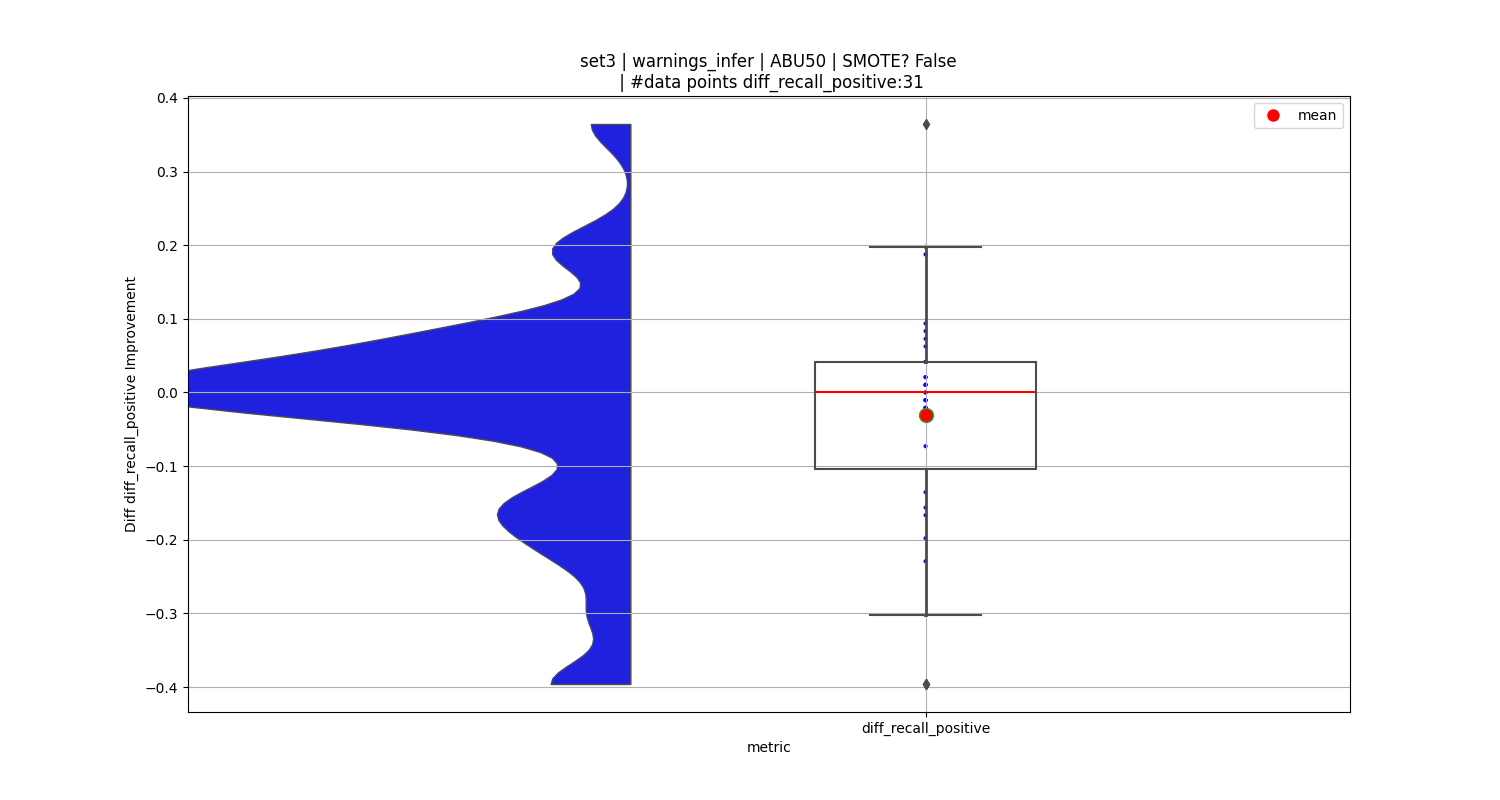 set3 | warnings_infer | ABU50 | SMOTE? False
| #data points diff_recall_positive:31
mean
0.4
0.3
0.2
0.1
0.0
−0.1
−0.2
−0.3
−0.4
Diff diff_recall_positive Improvement
diff_recall_positive
metric